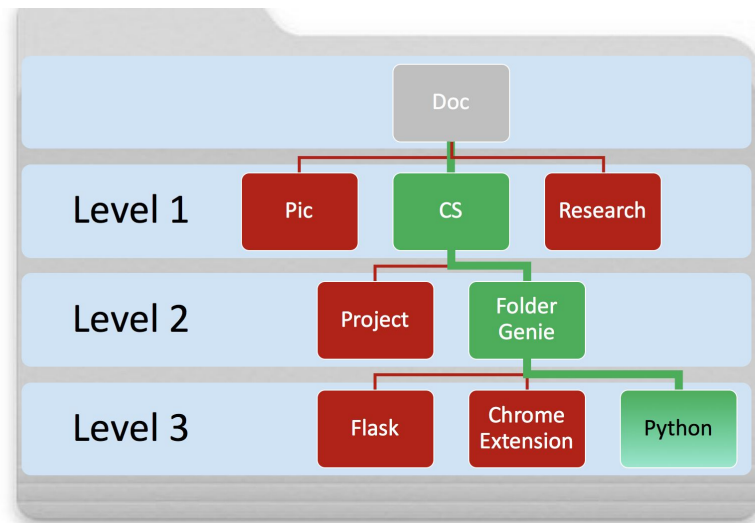 Doc
Level 1
Pic
CS
Research
Level 2
Project
Folder
Genie
Level 3
Flask
Chrome
Extension
Python